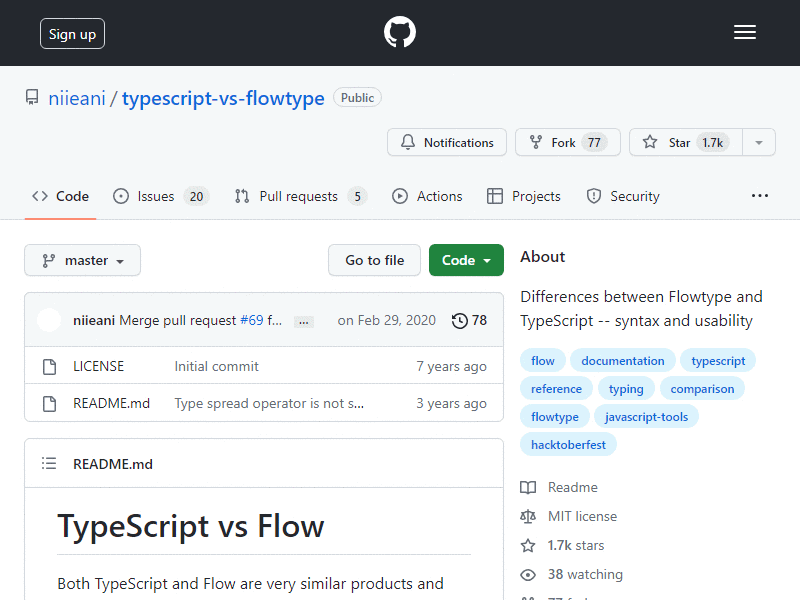 Sign up
niieani / typescript-vs-flowtype Public
Notifications Fork 77 Star 1.7k
Code Issues 20 Pull requests 5 Actions Projects Security
master Go to file Code
niieani Merge pull request #69 f... ... on Feb 29, 2020 78
LICENSE Initial commit 7 years ago
README.md Type spread operator is not s... 3 years ago
README.md
TypeScript vs Flow
Both TypeScript and Flow are very similar products and
About
Differences between Flowtype and
TypeScript -- syntax and usability
flow documentation typescript
reference typing comparison
flowtype javascript-tools
hacktoberfest
Readme
MIT license
1.7k stars
38 watching